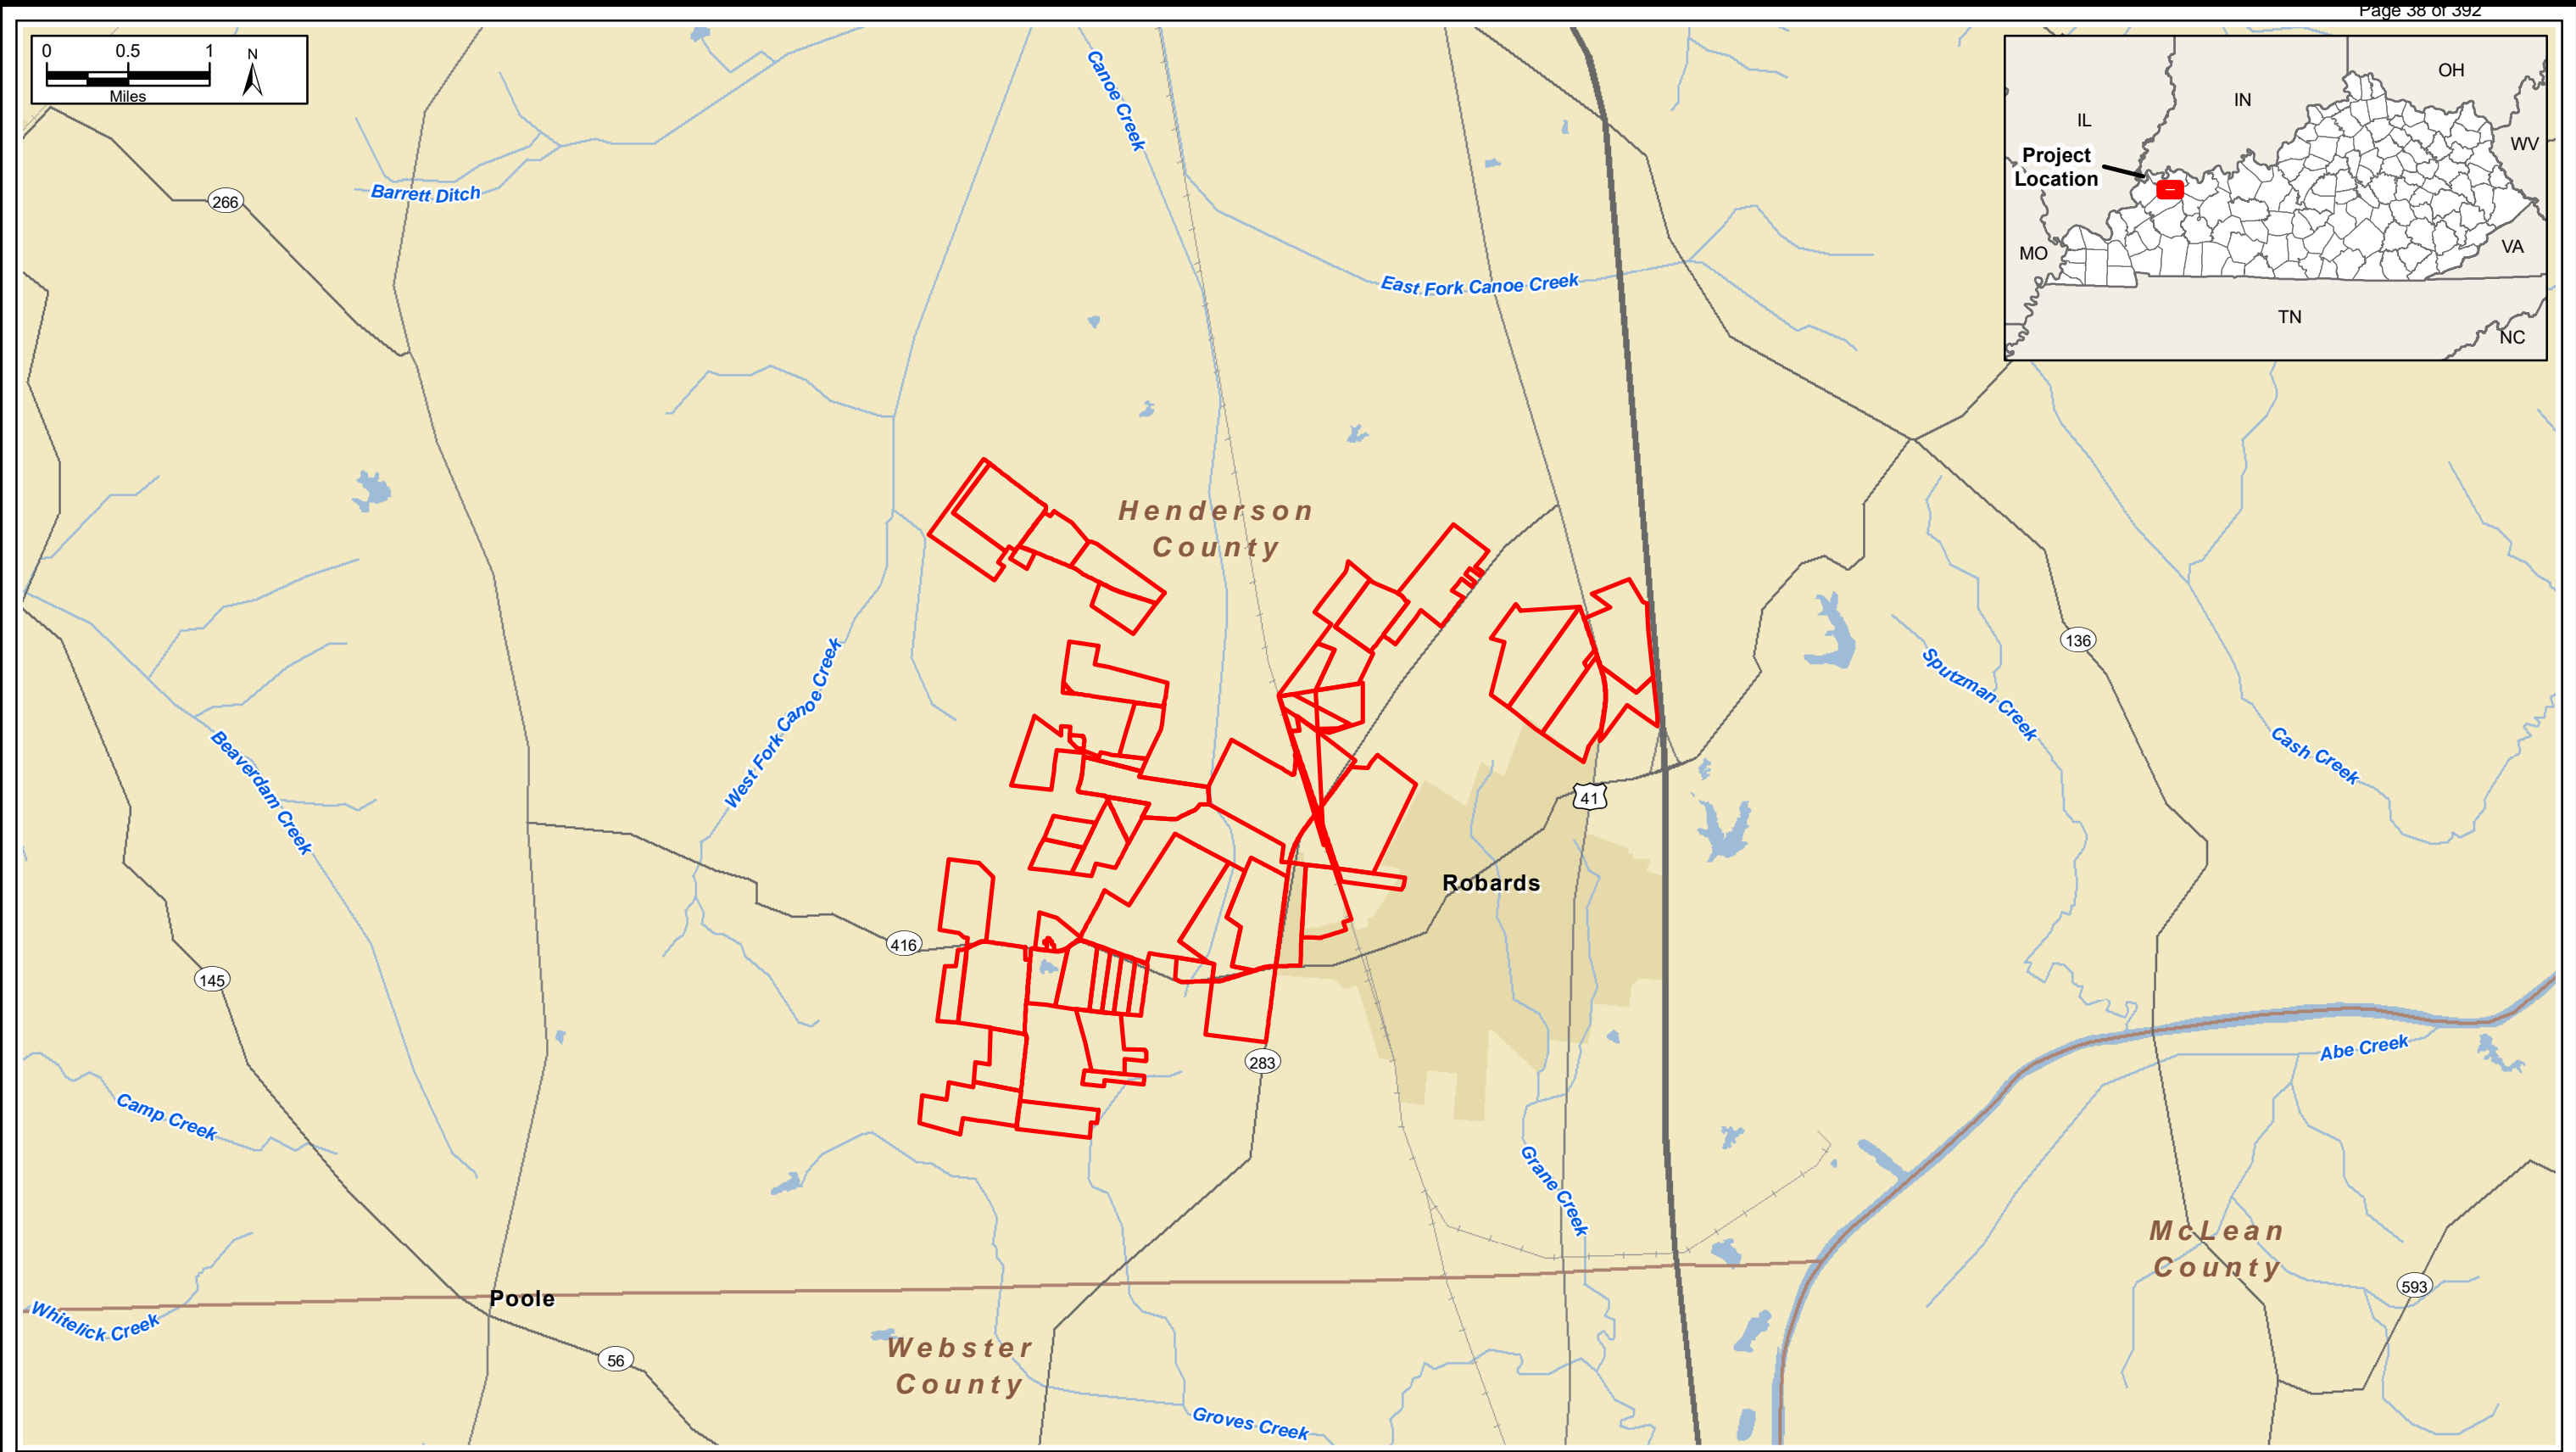 Page 38 of 392
0 0.5 1
Miles
N
OH
IN
IL
WV
Project
Location
MO
VA
TN
NC
Canoe Creek
Barrett Ditch
266
East Fork Canoe Creek
Henderson
County
136
Sputzman Creek
West Fork Canoe Creek
Cash Creek
Beaverdam Creek
41
Robards
416
145
Abe Creek
283
Camp Creek
Grane Creek
McLean
County
593
Poole
Whitelick Creek
Webster
County
56
Groves Creek